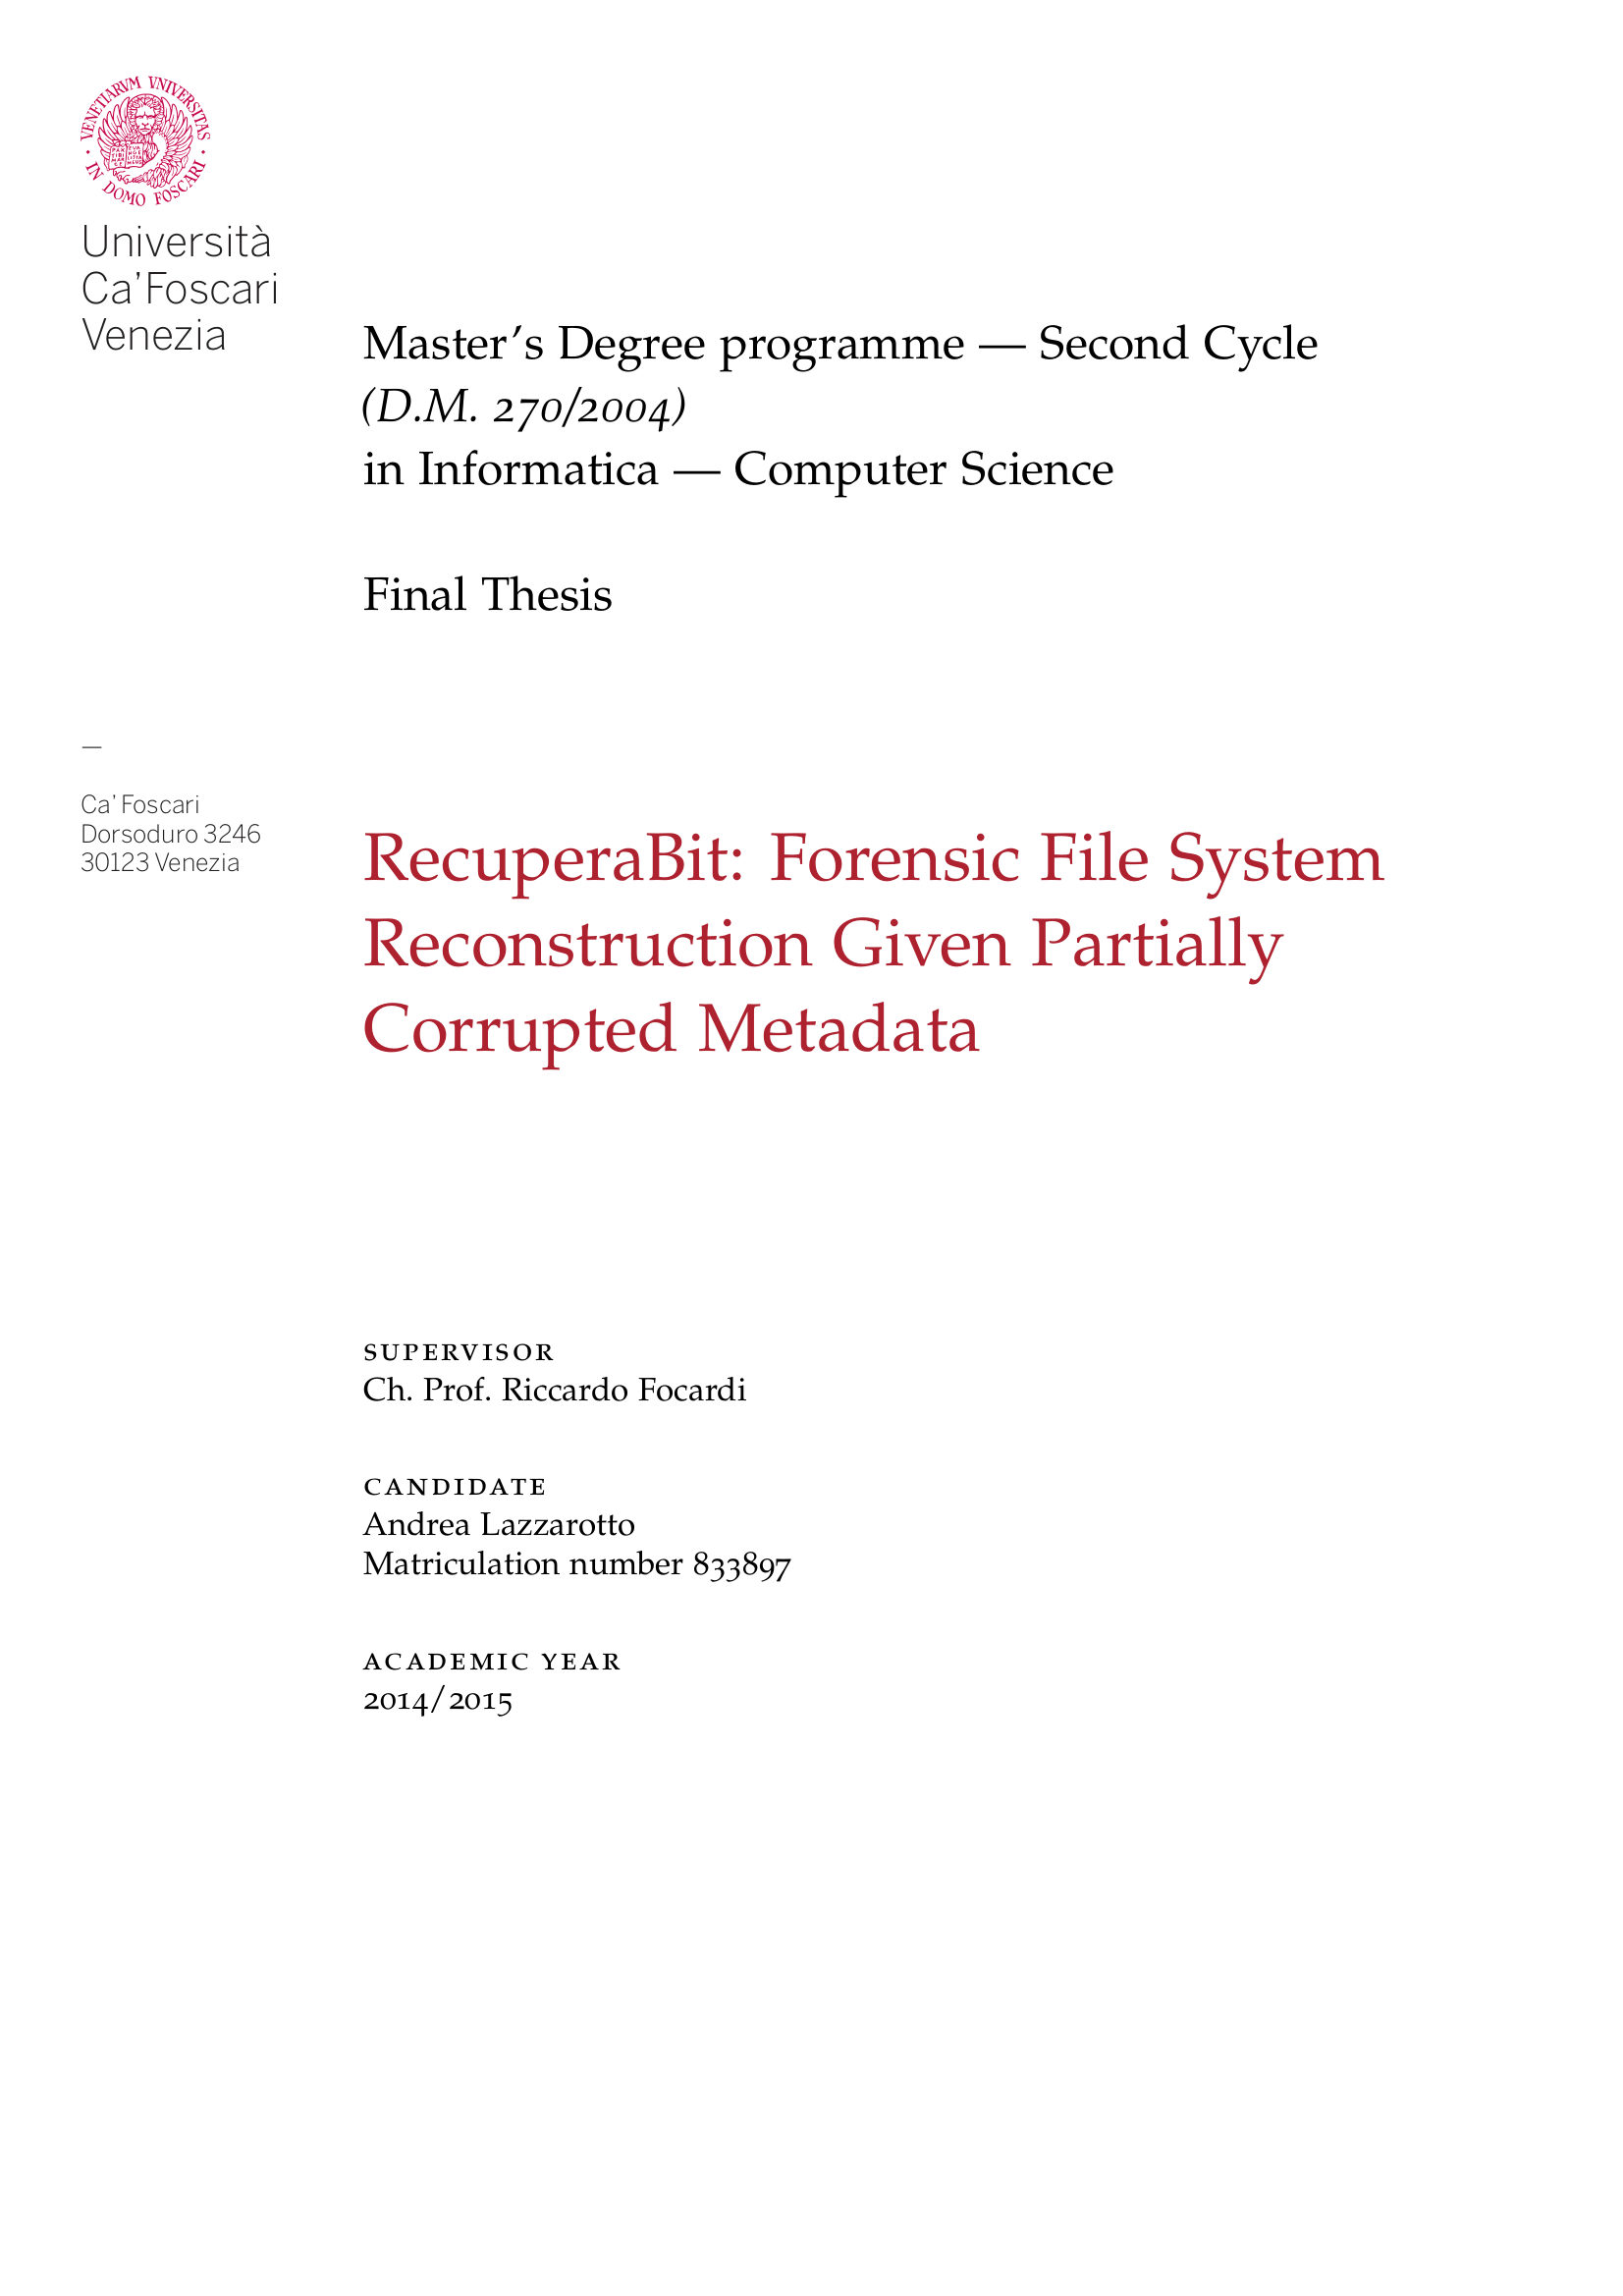 VENETIARVM VNIVERSITAS
IN DOMO FOSCARI
Università
Ca'Foscari
Venezia
Master's Degree programme — Second Cycle
(D.M. 270/2004)
in Informatica — Computer Science
Final Thesis
—
Ca' Foscari
Dorsoduro 3246
30123 Venezia
RecuperaBit: Forensic File System
Reconstruction Given Partially
Corrupted Metadata
SUPERVISOR
Ch. Prof. Riccardo Focardi
CANDIDATE
Andrea Lazzarotto
Matriculation number 833897
ACADEMIC YEAR
2014/2015